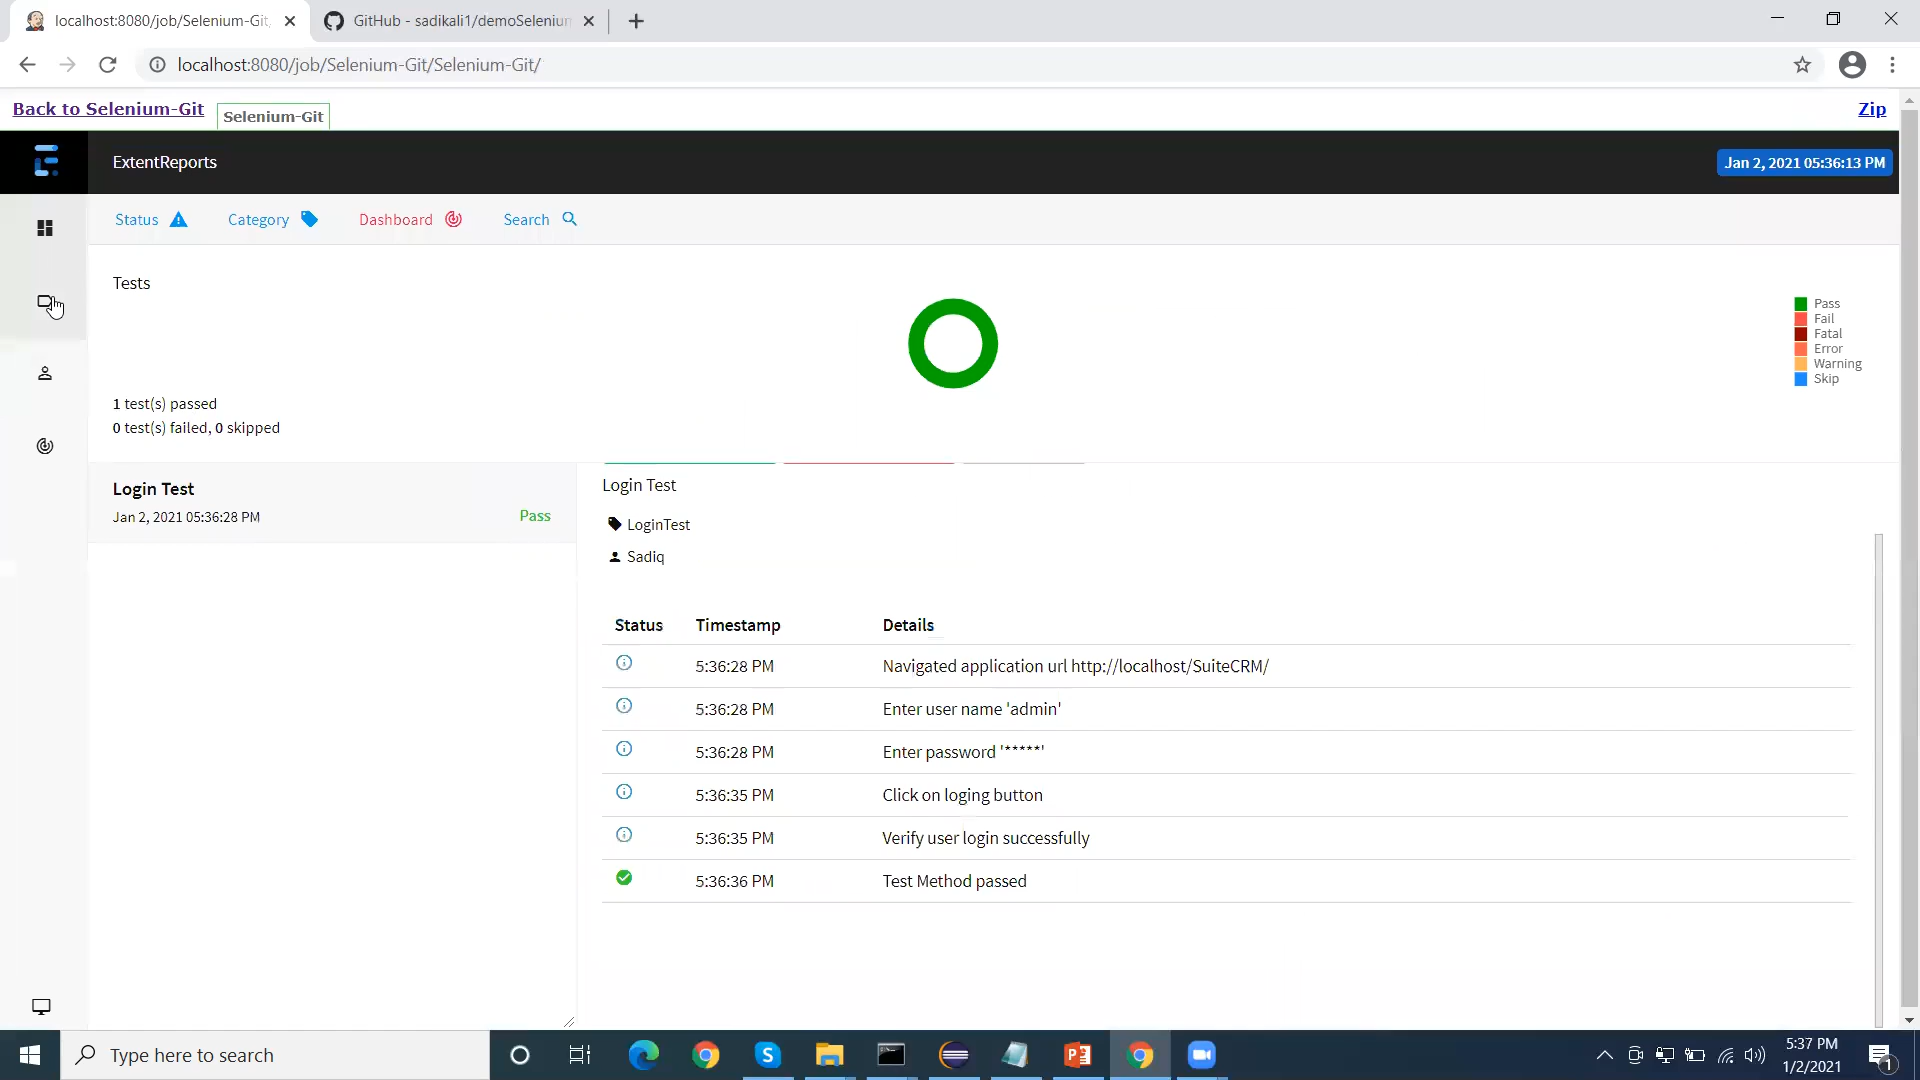 localhost:8080/job/Selenium-Git
GitHub - sadikali1/demoSelenium
localhost:8080/job/Selenium-Git/Selenium-Git/
Back to Selenium-Git
Selenium-Git
Zip
ExtentReports
Jan 2, 2021 05:36:13 PM
Status
Category
Dashboard
Search
Tests
Pass
Fail
Fatal
Error
Warning
Skip
1 test(s) passed
0 test(s) failed, 0 skipped
Login Test
Jan 2, 2021 05:36:28 PM
Pass
Login Test
LoginTest
Sadiq
Status Timestamp Details
5:36:28 PM Navigated application url http://localhost/SuiteCRM/
5:36:28 PM Enter user name 'admin'
5:36:28 PM Enter password '*****'
5:36:35 PM Click on loging button
5:36:35 PM Verify user login successfully
5:36:36 PM Test Method passed
Type here to search
5:37 PM
1/2/2021
1